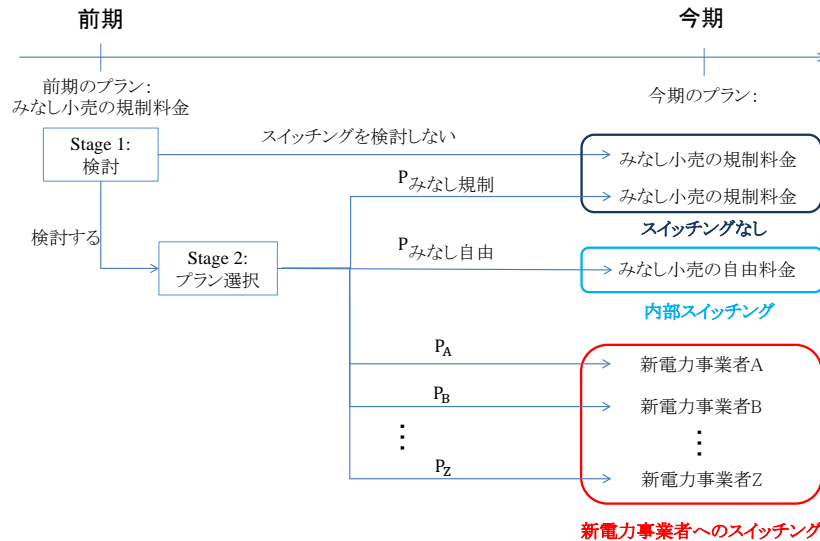 前期
今期
前期のプラン:
みなし小売の規制料金
今期のプラン:
Stage 1:
検討
スイッチングを検討しない
みなし小売の規制料金
Pみなし規制
みなし小売の規制料金
スイッチングなし
検討する
Stage 2:
プラン選択
Pみなし自由
みなし小売の自由料金
内部スイッチング
PA
新電力事業者A
PB
新電力事業者B
⋮
⋮
PZ
新電力事業者Z
新電力事業者へのスイッチング